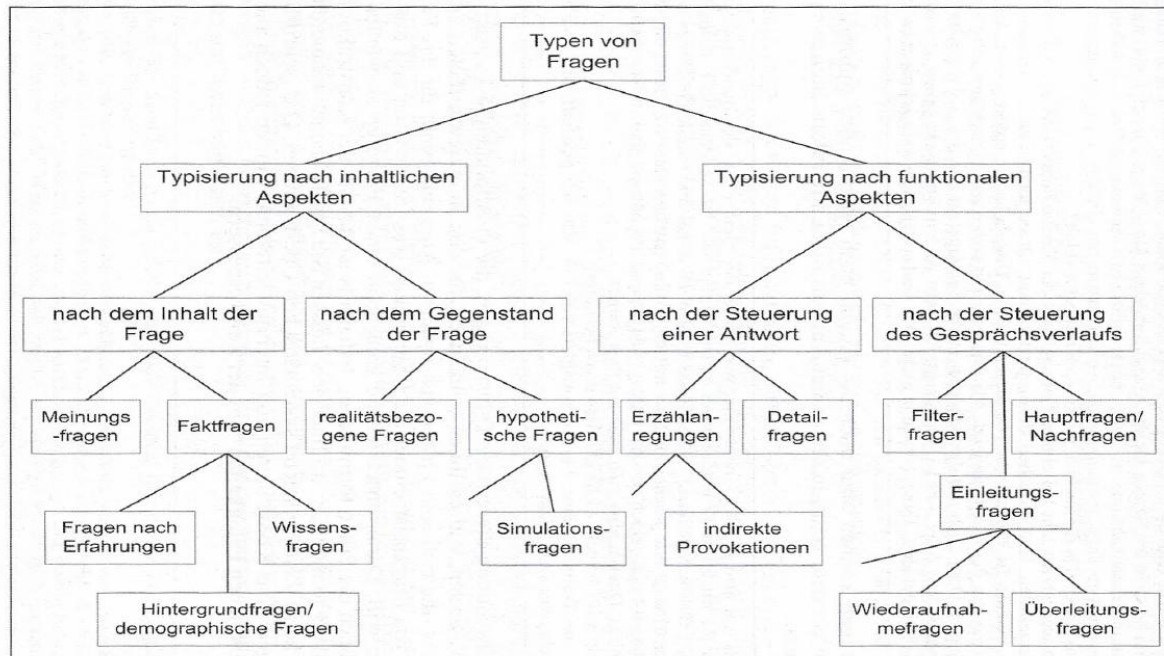 Typen von
Fragen
Typisierung nach inhaltlichen
Aspekten
Typisierung nach funktionalen
Aspekten
nach dem Inhalt der
Frage
nach dem Gegenstand
der Frage
nach der Steuerung
einer Antwort
nach der Steuerung
des Gesprächsverlaufs
Meinungs
-fragen
Faktfragen
realitätsbezo-
gene Fragen
hypotheti-
sche Fragen
Erzählan-
regungen
Detail-
fragen
Filter-
fragen
Hauptfragen/
Nachfragen
Einleitungs-
fragen
Fragen nach
Erfahrungen
Wissens-
fragen
Simulations-
fragen
indirekte
Provokationen
Hintergrundfragen/
demographische Fragen
Wiederaufnah-
mefragen
Überleitungs-
fragen